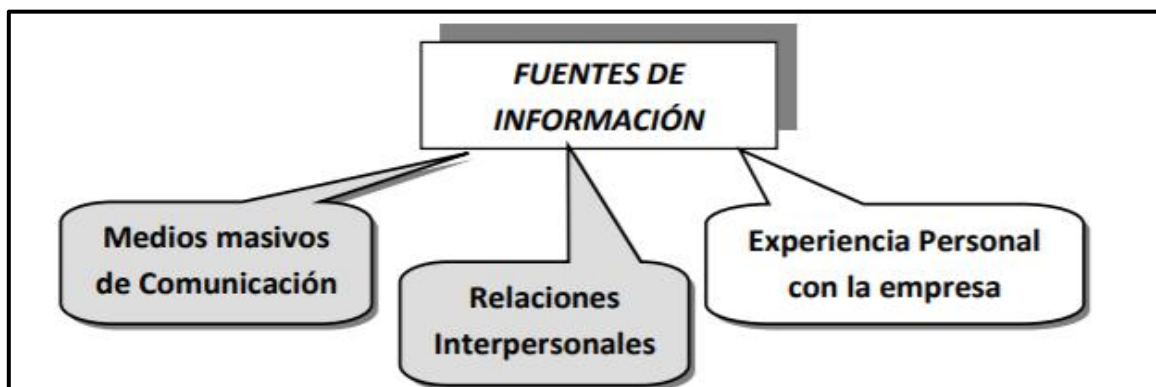 FUENTES DE
INFORMACIÓN
Medios masivos
de Comunicación
Relaciones
Interpersonales
Experiencia Personal
con la empresa